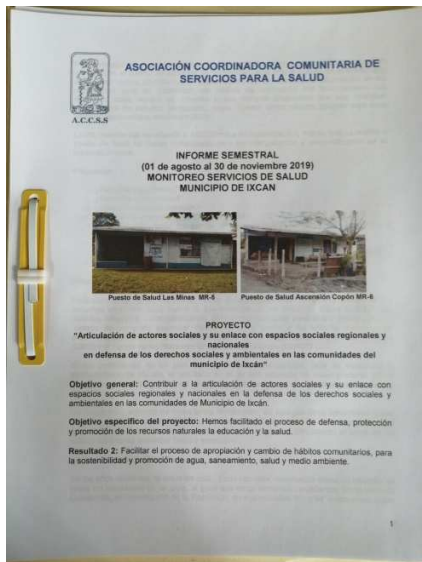 ASOCIACIÓN COORDINADORA COMUNITARIA DE
SERVICIOS PARA LA SALUD
A.C.C.S.S
INFORME SEMESTRAL
(01 de agosto al 30 de noviembre 2019)
MONITOREO SERVICIOS DE SALUD
MUNICIPIO DE IXCAN
Puesto de Salud Las Minas MR-5
Puesto de Salud Ascensión Copón MR-6
PROYECTO
"Articulación de actores sociales y su enlace con espacios sociales regionales y
nacionales
en defensa de los derechos sociales y ambientales en las comunidades del
municipio de Ixcán"
Objetivo general: Contribuir a la articulación de actores sociales y su enlace con
espacios sociales regionales y nacionales en la defensa de los derechos sociales y
ambientales en las comunidades de Municipio de Ixcán.
Objetivo específico del proyecto: Hemos facilitado el proceso de defensa, protección
y promoción de los recursos naturales la educación y la salud.
Resultado 2: Facilitar el proceso de apropiación y cambio de hábitos comunitarios, para
la sostenibilidad y promoción de agua, saneamiento, salud y medio ambiente.
1